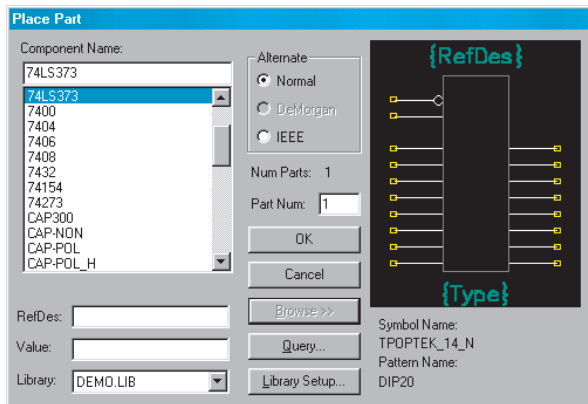 Place Part
Component Name:
74LS373
74LS373
7400
7404
7406
7408
7432
74154
74273
CAP300
CAP-NON
CAP-POL
CAP-POL_H
RefDes:
Value:
Library: DEMO.LIB
Alternate
Normal
DeMorgan
IEEE
Num Parts: 1
Part Num: 1
OK
Cancel
Browse >>
Query...
Library Setup...
{RefDes}
{Type}
Symbol Name:
TPOPTEK_14_N
Pattern Name:
DIP20